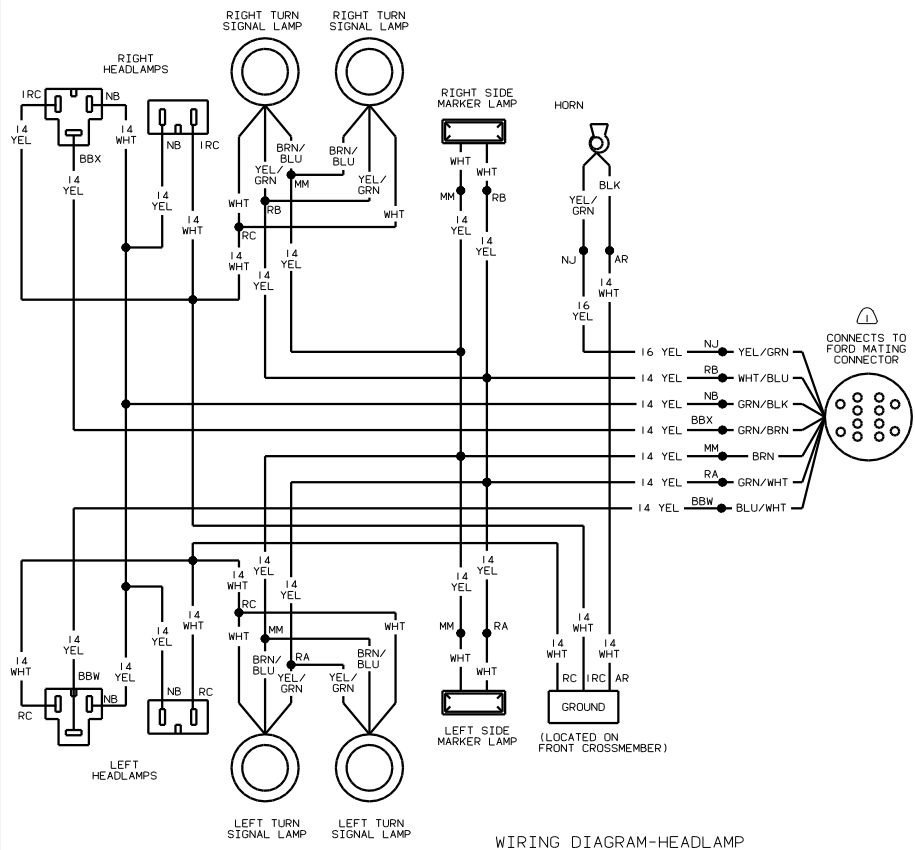 RIGHT TURN
SIGNAL LAMP
RIGHT TURN
SIGNAL LAMP
RIGHT
HEADLAMPS
RIGHT SIDE
MARKER LAMP
HORN
1RC
NB
14
YEL
14
WHT
BBX
14
YEL
NB
1RC
14
YEL
14
WHT
BRN/
BLU
BRN/
BLU
YEL/
GRN
YEL/
GRN
MM
RB
WHT
WHT
RC
14
WHT
14
YEL
14
YEL
WHT
WHT
MM
RB
14
YEL
14
YEL
BLK
YEL/
GRN
NJ
AR
14
WHT
16
YEL
1
CONNECTS TO
FORD MATING
CONNECTOR
16 YEL NJ YEL/GRN
14 YEL RB WHT/BLU
14 YEL NB GRN/BLK
14 YEL BBX GRN/BRN
14 YEL MM BRN
14 YEL RA GRN/WHT
14 YEL BBW BLU/WHT
14
YEL
14
WHT
14
YEL
14
YEL
14
YEL
RC
WHT
WHT
MM
RA
BRN/
BLU
BRN/
BLU
YEL/
GRN
YEL/
GRN
14
WHT
14
YEL
14
YEL
14
YEL
14
WHT
BBW
NB
RC
NB
RC
MM
RA
WHT
WHT
14
WHT
14
WHT
14
WHT
RC
1RC
AR
GROUND
(LOCATED ON
FRONT CROSSMEMBER)
LEFT SIDE
MARKER LAMP
LEFT
HEADLAMPS
LEFT TURN
SIGNAL LAMP
LEFT TURN
SIGNAL LAMP
WIRING DIAGRAM-HEADLAMP